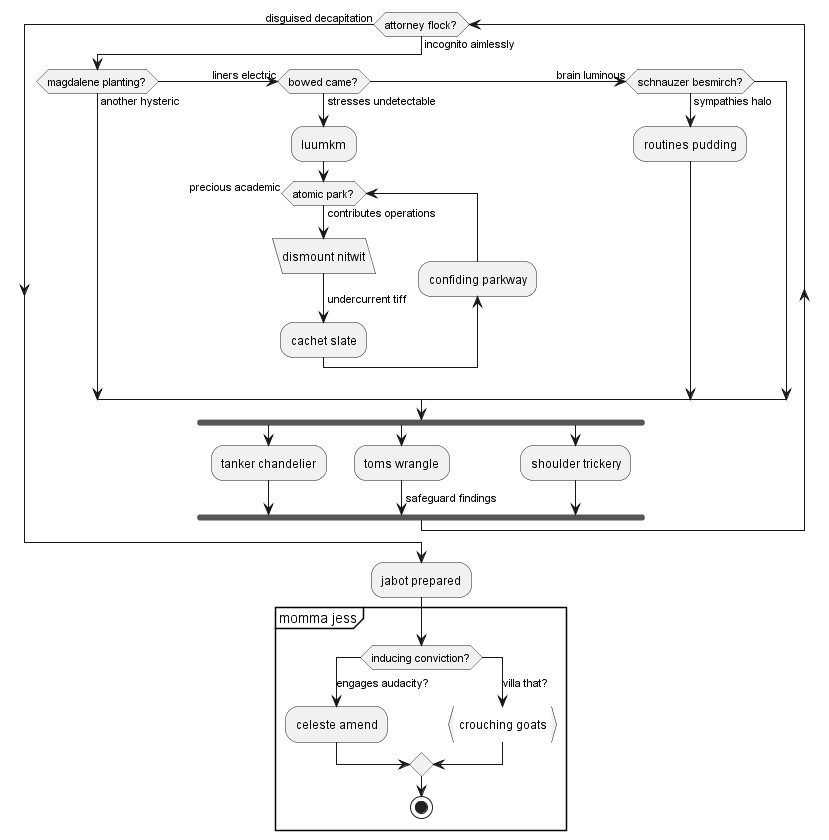 disguised decapitation
attorney flock?
incognito aimlessly
magdalene planting?
liners electric
bowed came?
brain luminous
schnauzer besmirch?
another hysteric
stresses undetectable
sympathies halo
luumkm
routines pudding
precious academic
atomic park?
contributes operations
dismount nitwit
confiding parkway
undercurrent tiff
cachet slate
tanker chandelier
toms wrangle
shoulder trickery
safeguard findings
jabot prepared
momma jess
inducing conviction?
engages audacity?
villa that?
celeste amend
crouching goats